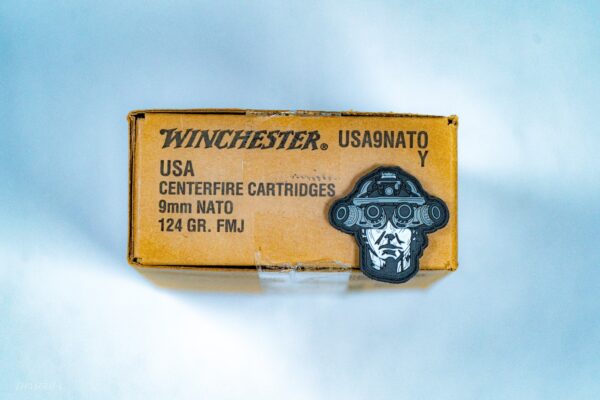 WINCHESTER® USA9NATO
Y
USA
CENTERFIRE CARTRIDGES
9mm NATO
124 GR. FMJ